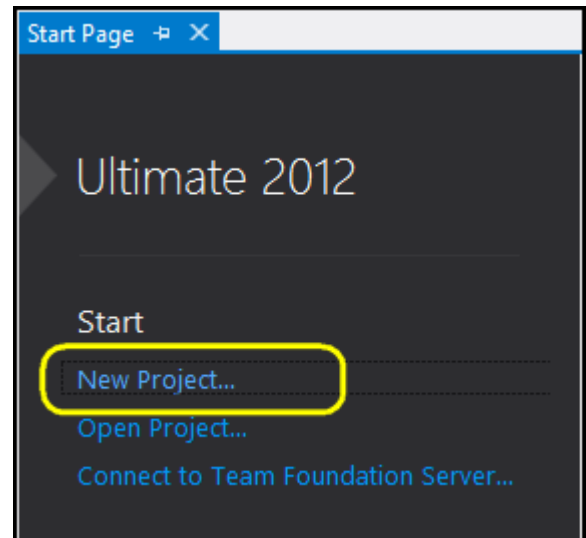 Start Page
Ultimate 2012
Start
New Project...
Open Project...
Connect to Team Foundation Server...